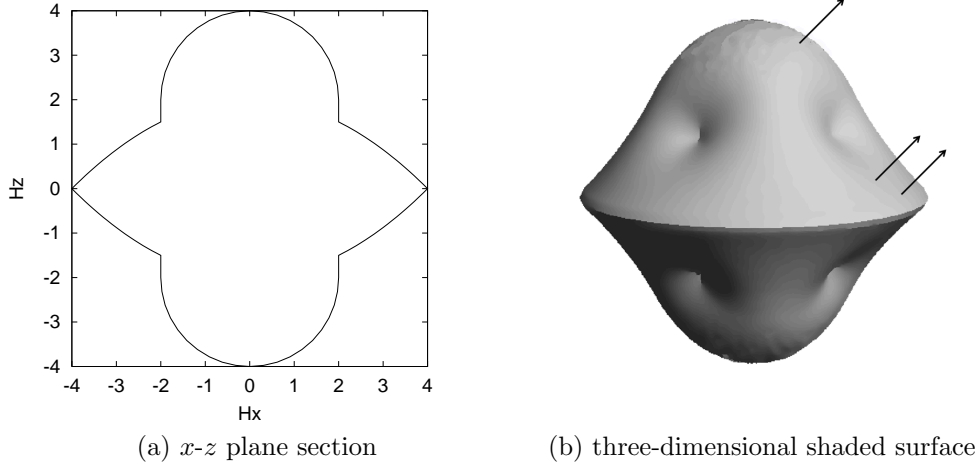 4
3
2
1
0
-1
-2
-3
-4
Hz
-4 -3 -2 -1 0 1 2 3 4
Hx
(a) x-z plane section
(b) three-dimensional shaded surface